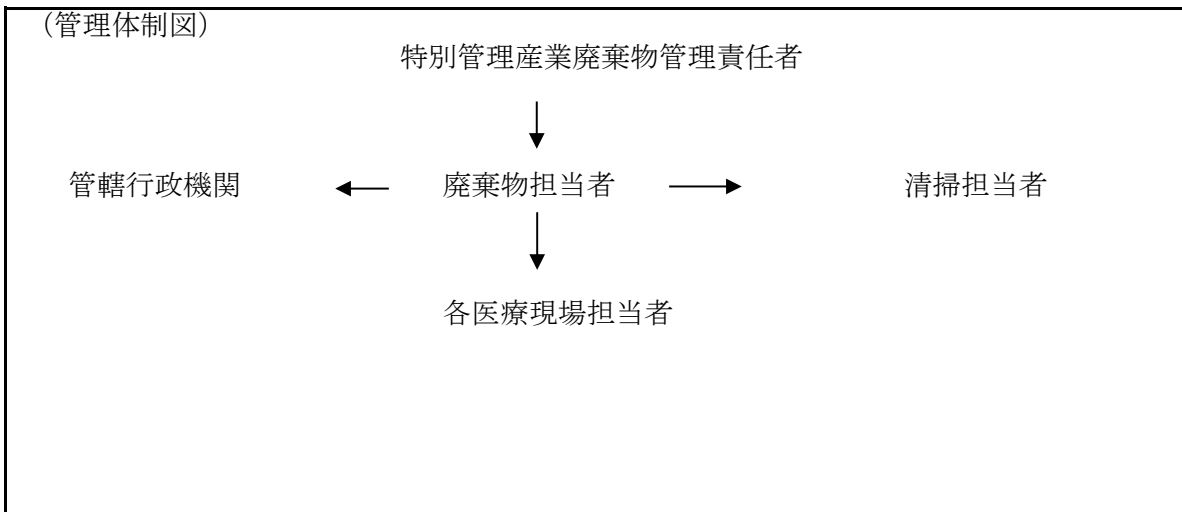 （管理体制図）
特別管理産業廃棄物管理責任者
管轄行政機関 廃棄物担当者 清掃担当者
各医療現場担当者